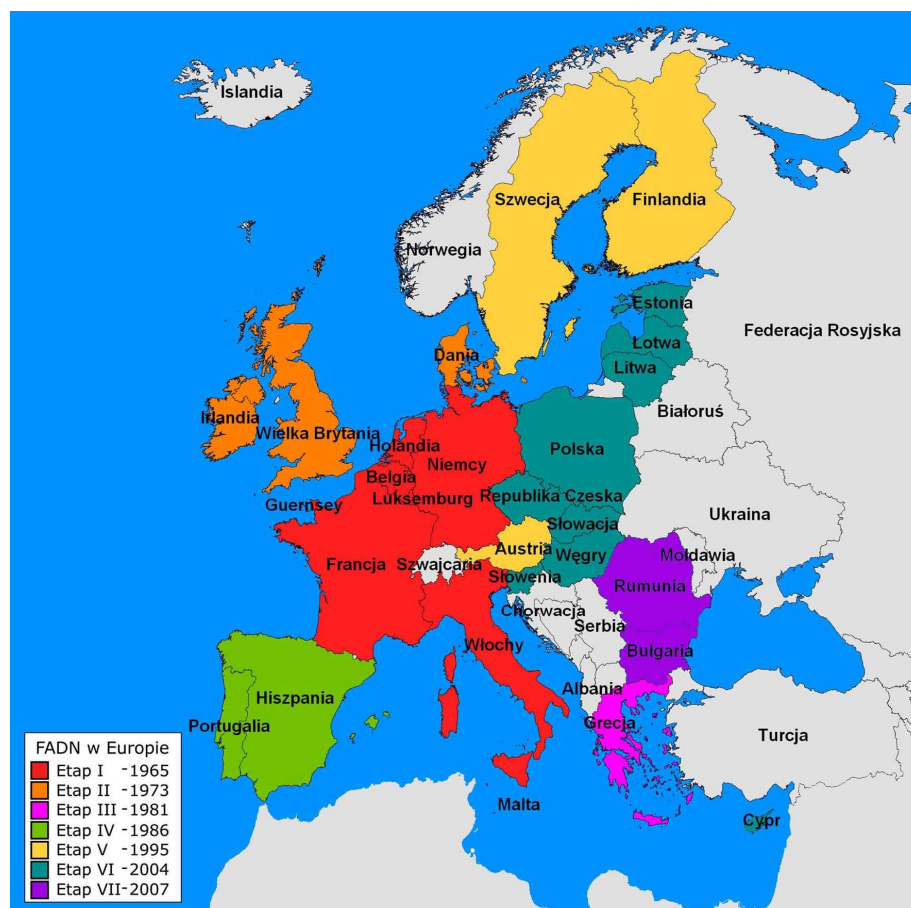 Islandia
Szwecja
Finlandia
Norwegia
Estonia
Federacja Rosyjska
Łotwa
Dania
Litwa
Białoruś
Irlandia
Wielka Brytania
Holandia
Polska
Niemcy
Belgia
Luksemburg
Republika Czeska
Guernsey
Ukraina
Słowacja
Austria
Węgry
Mołdawia
Francja
Szwajcaria
Słowenia
Rumunia
Chorwacja
Serbia
Włochy
Bułgaria
Albania
Hiszpania
Portugalia
Grecja
Turcja
Malta
Cypr
FADN w Europie
Etap I -1965
Etap II -1973
Etap III -1981
Etap IV -1986
Etap V -1995
Etap VI -2004
Etap VII-2007